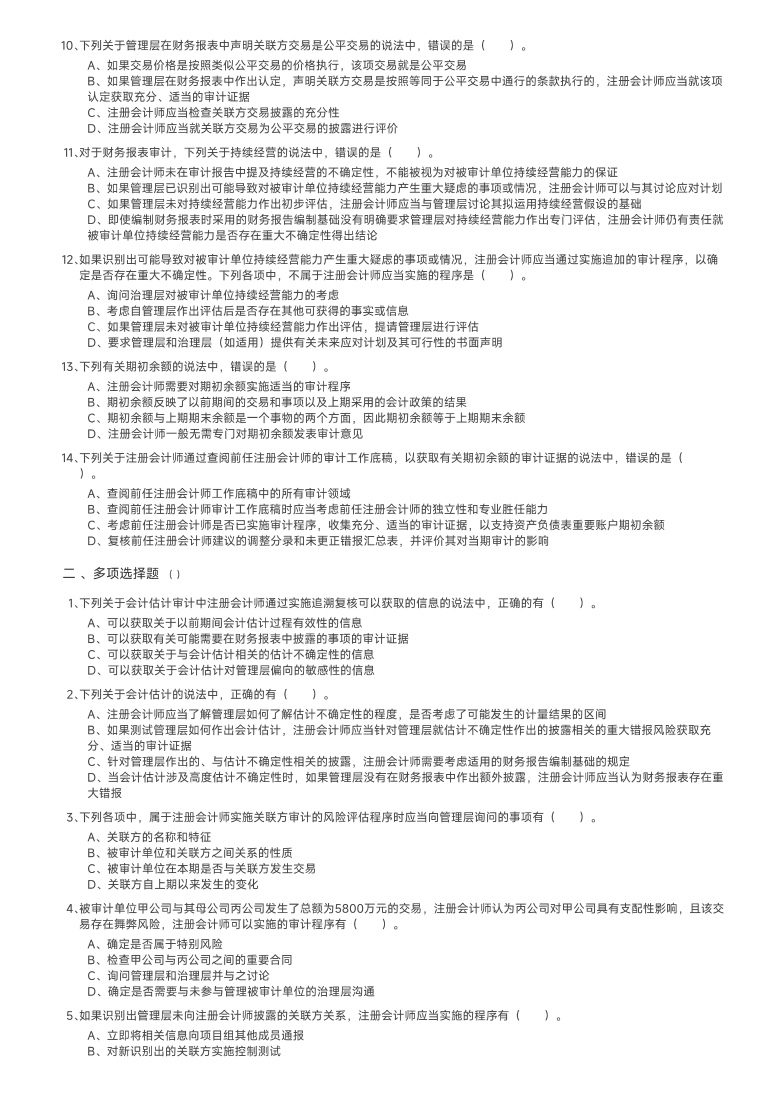 10、下列关于管理层在财务报表中声明关联方交易是公平交易的说法中，错误的是（　　）。
A、如果交易价格是按照类似公平交易的价格执行，该项交易就是公平交易
B、如果管理层在财务报表中作出认定，声明关联方交易是按照等同于公平交易中通行的条款执行的，注册会计师应当就该项
认定获取充分、适当的审计证据
C、注册会计师应当检查关联方交易披露的充分性
D、注册会计师应当就关联方交易为公平交易的披露进行评价
11、对于财务报表审计，下列关于持续经营的说法中，错误的是（　　）。
A、注册会计师未在审计报告中提及持续经营的不确定性，不能被视为对被审计单位持续经营能力的保证
B、如果管理层已识别出可能导致对被审计单位持续经营能力产生重大疑虑的事项或情况，注册会计师可以与其讨论应对计划
C、如果管理层未对持续经营能力作出初步评估，注册会计师应当与管理层讨论其拟运用持续经营假设的基础
D、即使编制财务报表时采用的财务报告编制基础没有明确要求管理层对持续经营能力作出专门评估，注册会计师仍有责任就
被审计单位持续经营能力是否存在重大不确定性得出结论
12、如果识别出可能导致对被审计单位持续经营能力产生重大疑虑的事项或情况，注册会计师应当通过实施追加的审计程序，以确
定是否存在重大不确定性。下列各项中，不属于注册会计师应当实施的程序是（　　）。
A、询问治理层对被审计单位持续经营能力的考虑
B、考虑自管理层作出评估后是否存在其他可获得的事实或信息
C、如果管理层未对被审计单位持续经营能力作出评估，提请管理层进行评估
D、要求管理层和治理层（如适用）提供有关未来应对计划及其可行性的书面声明
13、下列有关期初余额的说法中，错误的是（　　）。
A、注册会计师需要对期初余额实施适当的审计程序
B、期初余额反映了以前期间的交易和事项以及上期采用的会计政策的结果
C、期初余额与上期期末余额是一个事物的两个方面，因此期初余额等于上期期末余额
D、注册会计师一般无需专门对期初余额发表审计意见
14、下列关于注册会计师通过查阅前任注册会计师的审计工作底稿，以获取有关期初余额的审计证据的说法中，错误的是（
）。
A、查阅前任注册会计师工作底稿中的所有审计领域
B、查阅前任注册会计师审计工作底稿时应当考虑前任注册会计师的独立性和专业胜任能力
C、考虑前任注册会计师是否已实施审计程序，收集充分、适当的审计证据，以支持资产负债表重要账户期初余额
D、复核前任注册会计师建议的调整分录和未更正错报汇总表，并评价其对当期审计的影响
二 、多项选择题 （ ）
1、下列关于会计估计审计中注册会计师通过实施追溯复核可以获取的信息的说法中，正确的有（　　）。
A、可以获取关于以前期间会计估计过程有效性的信息
B、可以获取有关可能需要在财务报表中披露的事项的审计证据
C、可以获取关于与会计估计相关的估计不确定性的信息
D、可以获取关于会计估计对管理层偏向的敏感性的信息
2、下列关于会计估计的说法中，正确的有（　　）。
A、注册会计师应当了解管理层如何了解估计不确定性的程度，是否考虑了可能发生的计量结果的区间
B、如果测试管理层如何作出会计估计，注册会计师应当针对管理层就估计不确定性作出的披露相关的重大错报风险获取充
分、适当的审计证据
C、针对管理层作出的、与估计不确定性相关的披露，注册会计师需要考虑适用的财务报告编制基础的规定
D、当会计估计涉及高度估计不确定性时，如果管理层没有在财务报表中作出额外披露，注册会计师应当认为财务报表存在重
大错报
3、下列各项中，属于注册会计师实施关联方审计的风险评估程序时应当向管理层询问的事项有（　　）。
A、关联方的名称和特征
B、被审计单位和关联方之间关系的性质
C、被审计单位在本期是否与关联方发生交易
D、关联方自上期以来发生的变化
4、被审计单位甲公司与其母公司丙公司发生了总额为5800万元的交易，注册会计师认为丙公司对甲公司具有支配性影响，且该交
易存在舞弊风险，注册会计师可以实施的审计程序有（　　）。
A、确定是否属于特别风险
B、检查甲公司与丙公司之间的重要合同
C、询问管理层和治理层并与之讨论
D、确定是否需要与未参与管理被审计单位的治理层沟通
5、如果识别出管理层未向注册会计师披露的关联方关系，注册会计师应当实施的程序有（　　）。
A、立即将相关信息向项目组其他成员通报
B、对新识别出的关联方实施控制测试